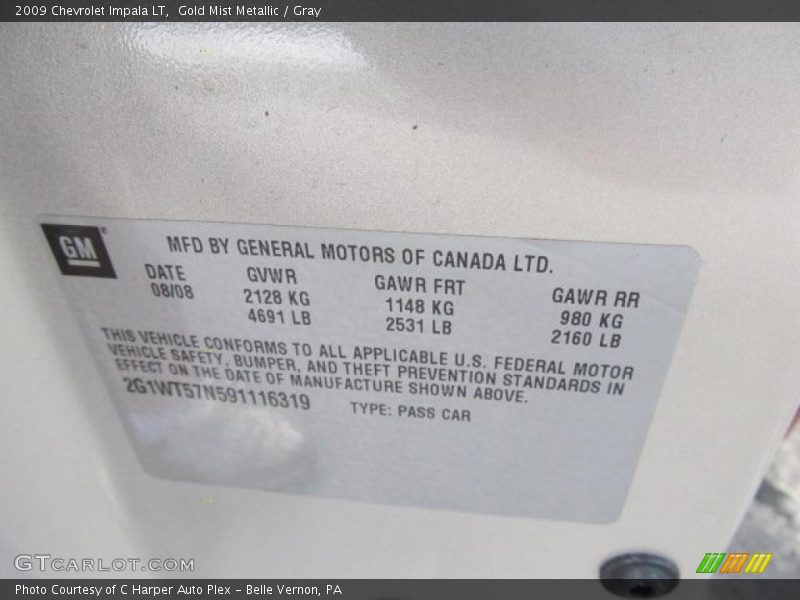 2009 Chevrolet Impala LT,  Gold Mist Metallic / Gray
GM
MFD BY GENERAL MOTORS OF CANADA LTD.
DATE GVWR GAWR FRT GAWR RR
08/08 2128 KG 1148 KG 980 KG
4691 LB 2531 LB 2160 LB
THIS VEHICLE CONFORMS TO ALL APPLICABLE U.S. FEDERAL MOTOR
VEHICLE SAFETY, BUMPER, AND THEFT PREVENTION STANDARDS IN
EFFECT ON THE DATE OF MANUFACTURE SHOWN ABOVE.
2G1WT57N591116319 TYPE: PASS CAR
GTCARLOT.COM
Photo Courtesy of C Harper Auto Plex - Belle Vernon, PA